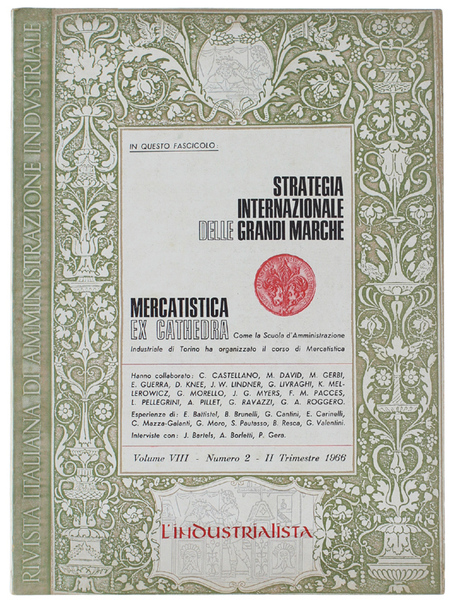 RIVISTA ITALIANA DI AMMINISTRAZIONE INDVSTRIALE
IN QUESTO FASCICOLO:
STRATEGIA
INTERNAZIONALE
DELLE GRANDI MARCHE
MERCATISTICA
EX CATHEDRA Come la Scuola d'Amministrazione
Industriale di Torino ha organizzato il corso di Mercatistica
Hanno collaborato: C. CASTELLANO, M. DAVID, M. GERBI,
E. GUERRA, D. KNEE, J. W. LINDNER, G. LIVRAGHI, K. MEL-
LEROWICZ, G. MORELLO, J. G. MYERS, F. M. PACCES,
L. PELLEGRINI, A. PILLET, G. RAVAZZI, G. A. ROGGERO.
Esperienze di: E. Battistel, B. Brunelli, G. Cantini, E. Carinelli,
C. Mazza-Galanti, G. Moro, S. Pautasso, B. Resca, G. Valentini.
Interviste con: J. Bartels, A. Borletti, P. Gera.
Volume VIII - Numero 2 - II Trimestre 1966
L'INDUSTRIALISTA